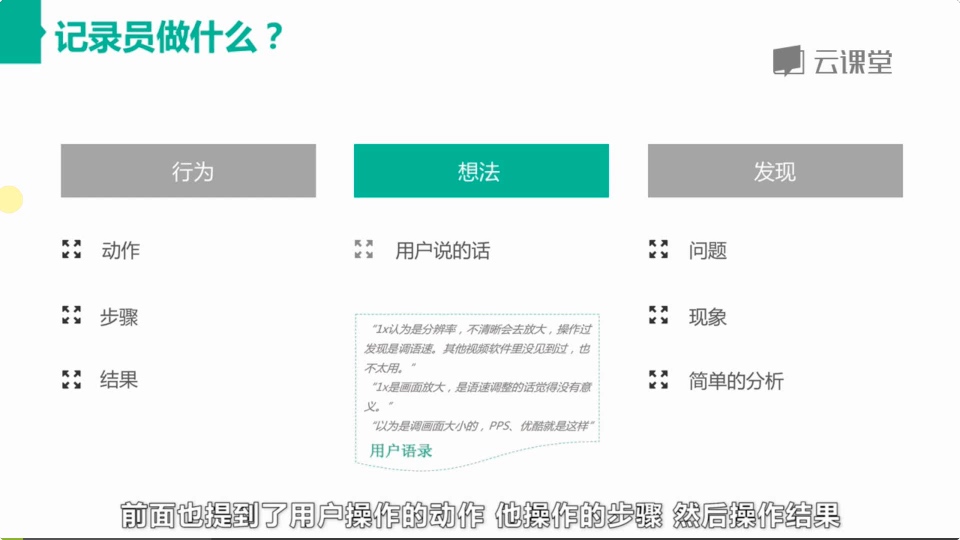 记录员做什么？
云课堂
行为
想法
发现
动作
用户说的话
问题
步骤
现象
结果
简单的分析
“1x认为是分辨率，不清晰会去放大，操作过
发现是调语速。其他视频软件里没见到过，也
不太用。”
“1x是画面放大，是语速调整的话觉得没有意
义。”
“以为是调画面大小的，PPS、优酷就是这样”
用户语录
前面也提到了用户操作的动作 他操作的步骤 然后操作结果